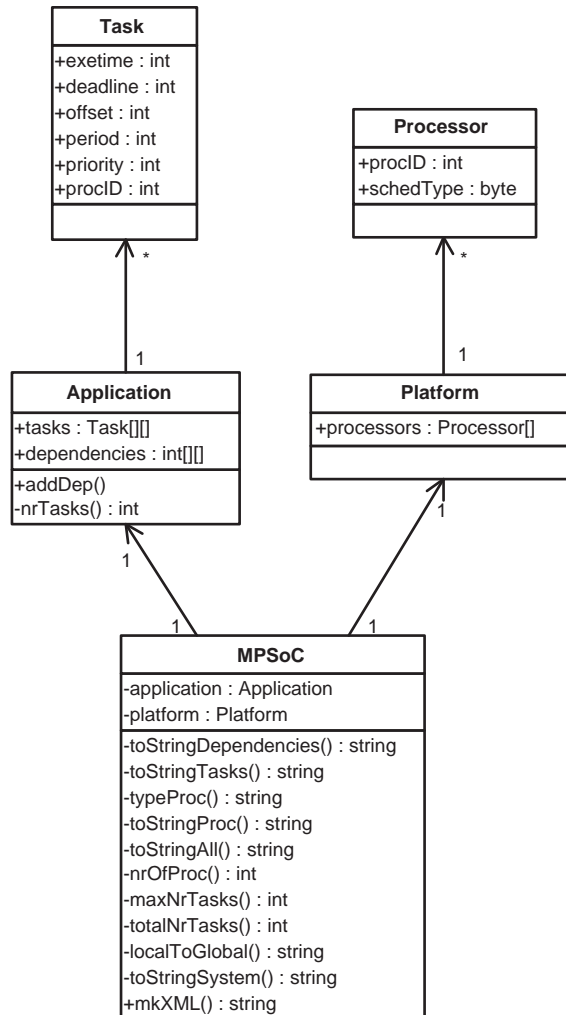 Task
+exetime : int
+deadline : int
+offset : int
+period : int
+priority : int
+procID : int
Processor
+procID : int
+schedType : byte
*
*
1
1
Application
+tasks : Task[][]
+dependencies : int[][]
+addDep()
-nrTasks() : int
Platform
+processors : Processor[]
1
1
1
1
MPSoC
-application : Application
-platform : Platform
-toStringDependencies() : string
-toStringTasks() : string
-typeProc() : string
-toStringProc() : string
-toStringAll() : string
-nrOfProc() : int
-maxNrTasks() : int
-totalNrTasks() : int
-localToGlobal() : string
-toStringSystem() : string
+mkXML() : string